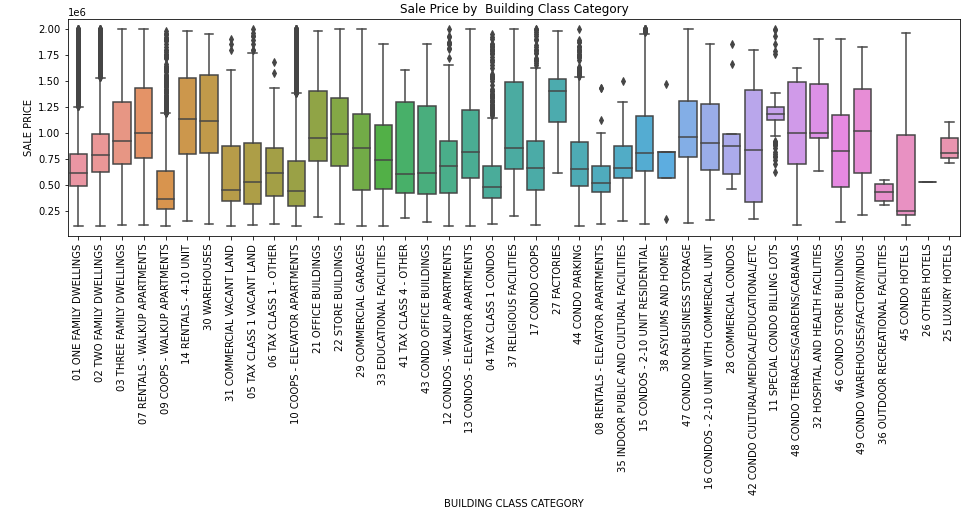 Sale Price by  Building Class Category
1e6
SALE PRICE
2.00
1.75
1.50
1.25
1.00
0.75
0.50
0.25
01 ONE FAMILY DWELLINGS
02 TWO FAMILY DWELLINGS
03 THREE FAMILY DWELLINGS
07 RENTALS - WALKUP APARTMENTS
09 COOPS - WALKUP APARTMENTS
14 RENTALS - 4-10 UNIT
30 WAREHOUSES
31 COMMERCIAL VACANT LAND
05 TAX CLASS 1 VACANT LAND
06 TAX CLASS 1 - OTHER
10 COOPS - ELEVATOR APARTMENTS
21 OFFICE BUILDINGS
22 STORE BUILDINGS
29 COMMERCIAL GARAGES
33 EDUCATIONAL FACILITIES
41 TAX CLASS 4 - OTHER
43 CONDO OFFICE BUILDINGS
12 CONDOS - WALKUP APARTMENTS
13 CONDOS - ELEVATOR APARTMENTS
04 TAX CLASS 1 CONDOS
37 RELIGIOUS FACILITIES
17 CONDO COOPS
27 FACTORIES
44 CONDO PARKING
08 RENTALS - ELEVATOR APARTMENTS
35 INDOOR PUBLIC AND CULTURAL FACILITIES
15 CONDOS - 2-10 UNIT RESIDENTIAL
38 ASYLUMS AND HOMES
47 CONDO NON-BUSINESS STORAGE
16 CONDOS - 2-10 UNIT WITH COMMERCIAL UNIT
28 COMMERCIAL CONDOS
42 CONDO CULTURAL/MEDICAL/EDUCATIONAL/ETC
11 SPECIAL CONDO BILLING LOTS
48 CONDO TERRACES/GARDENS/CABANAS
32 HOSPITAL AND HEALTH FACILITIES
46 CONDO STORE BUILDINGS
49 CONDO WAREHOUSES/FACTORY/INDUS
36 OUTDOOR RECREATIONAL FACILITIES
45 CONDO HOTELS
26 OTHER HOTELS
25 LUXURY HOTELS
BUILDING CLASS CATEGORY